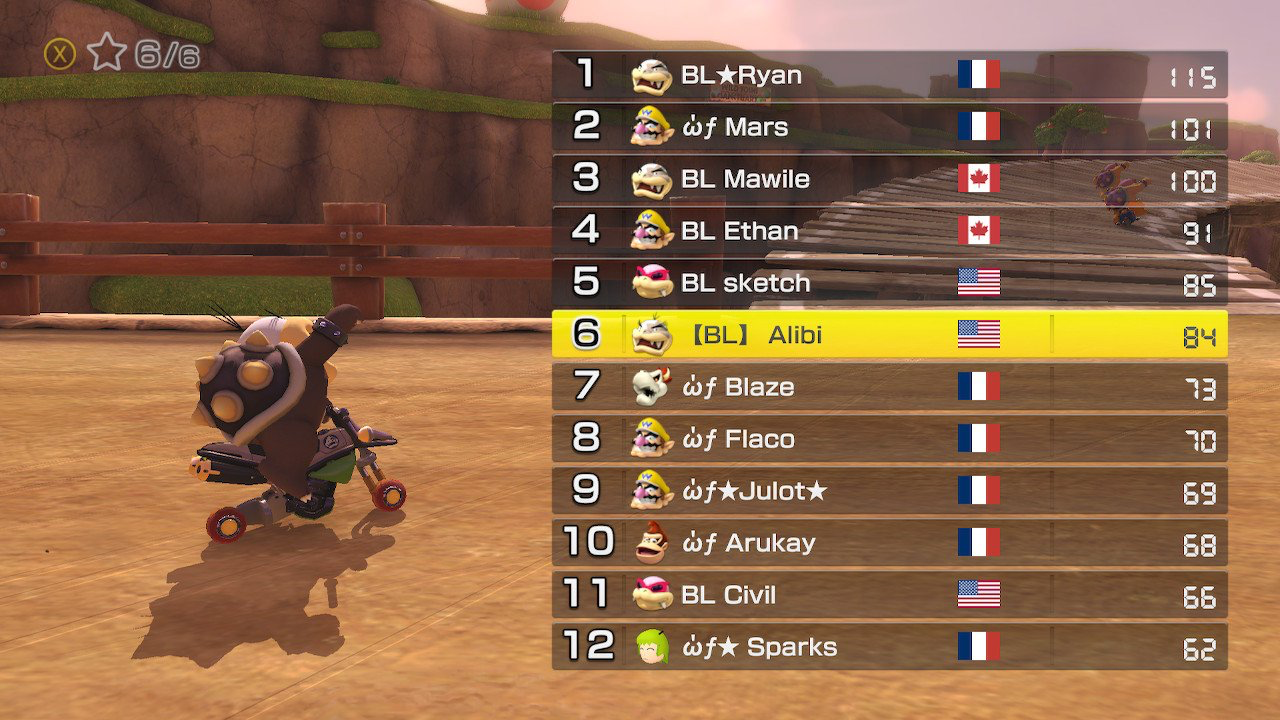 X ☆ 6/6
1 BL★Ryan 115
2 ώƒ Mars 101
3 BL Mawile 100
4 BL Ethan 91
5 BL sketch 85
6 【BL】 Alibi 84
7 ώƒ Blaze 73
8 ώƒ Flaco 70
9 ώƒ★Julot★ 69
10 ώƒ Arukay 68
11 BL Civil 66
12 ώƒ★ Sparks 62